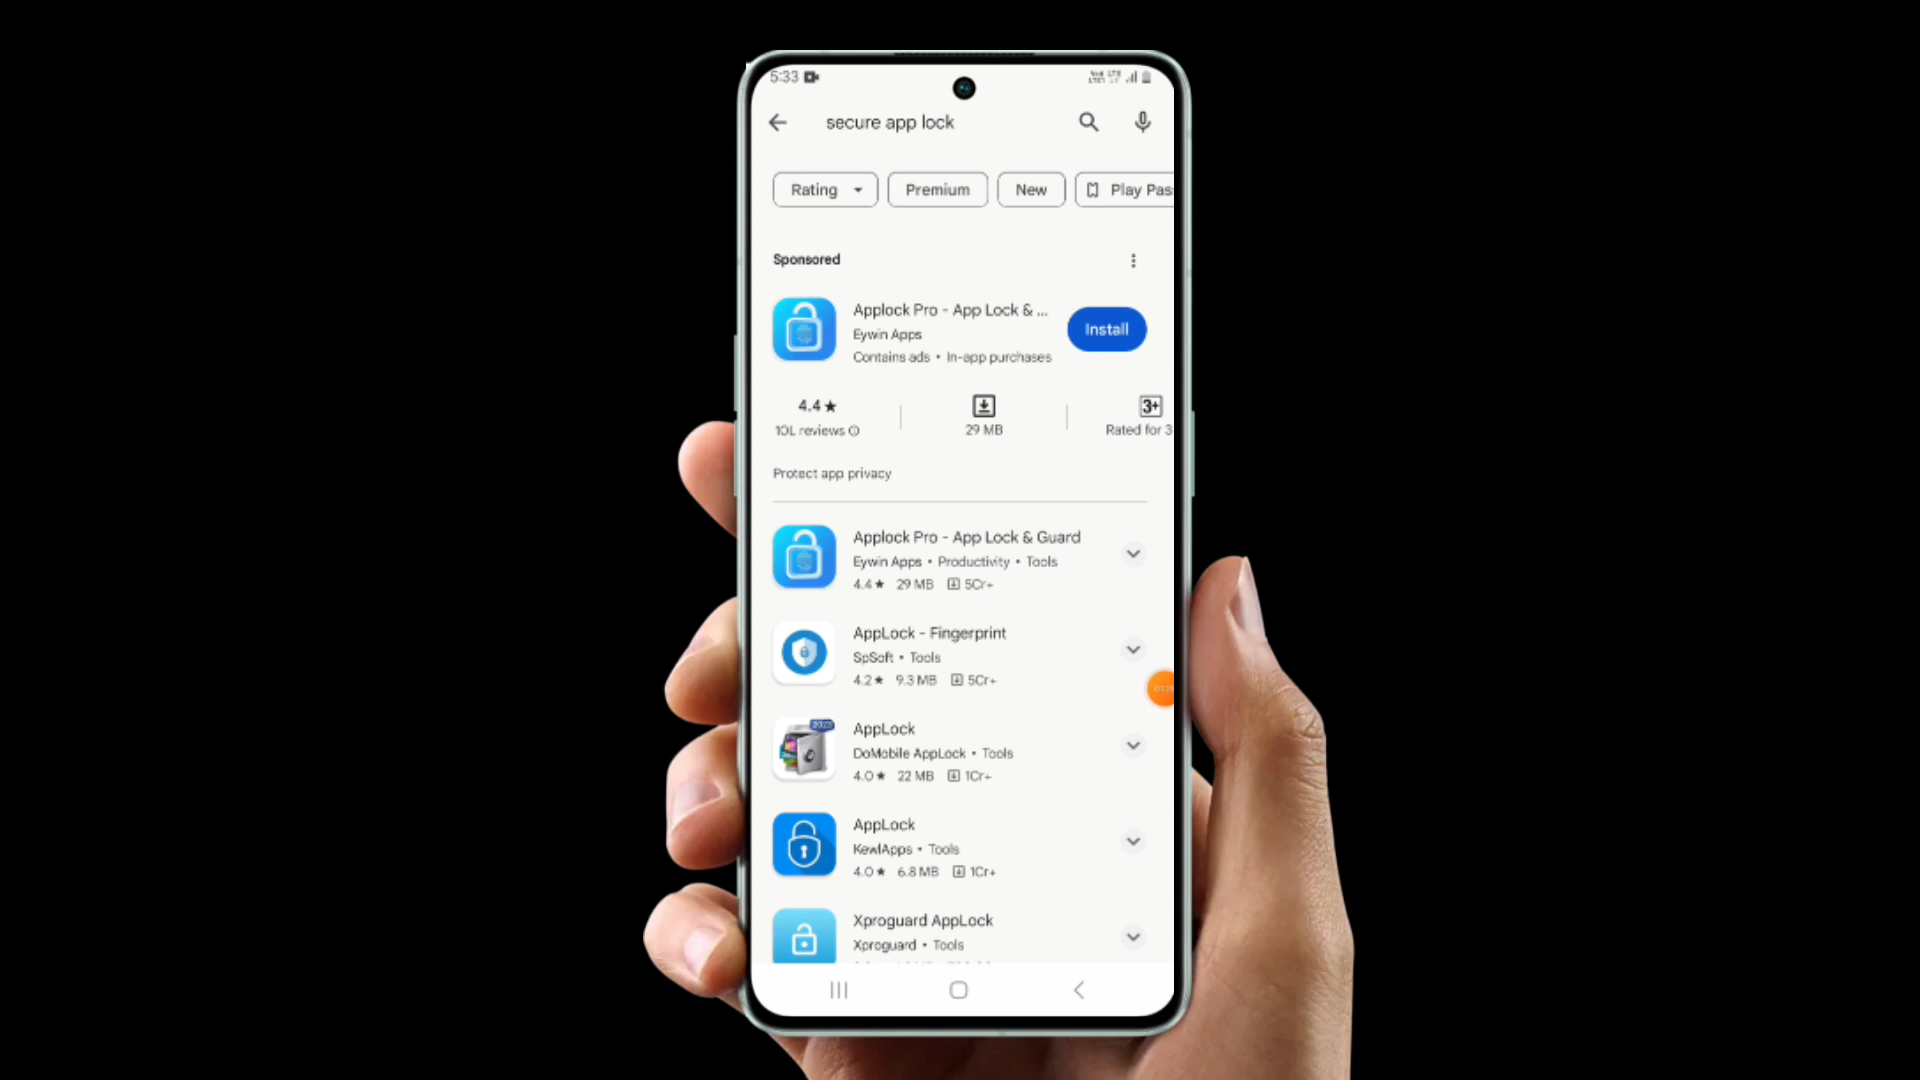 5:33
secure app lock
Rating
Premium
New
Play Pas
Sponsored
Applock Pro - App Lock & ...
Eywin Apps
Contains ads • In-app purchases
Install
4.4★
10L reviews
29 MB
3+
Rated for 3
Protect app privacy
Applock Pro - App Lock & Guard
Eywin Apps • Productivity • Tools
4.4★ 29 MB 5Cr+
AppLock - Fingerprint
SpSoft • Tools
4.2★ 9.3 MB 5Cr+
2023
AppLock
DoMobile AppLock • Tools
4.0★ 22 MB 1Cr+
AppLock
KewlApps • Tools
4.0★ 6.8 MB 1Cr+
Xproguard AppLock
Xproguard • Tools